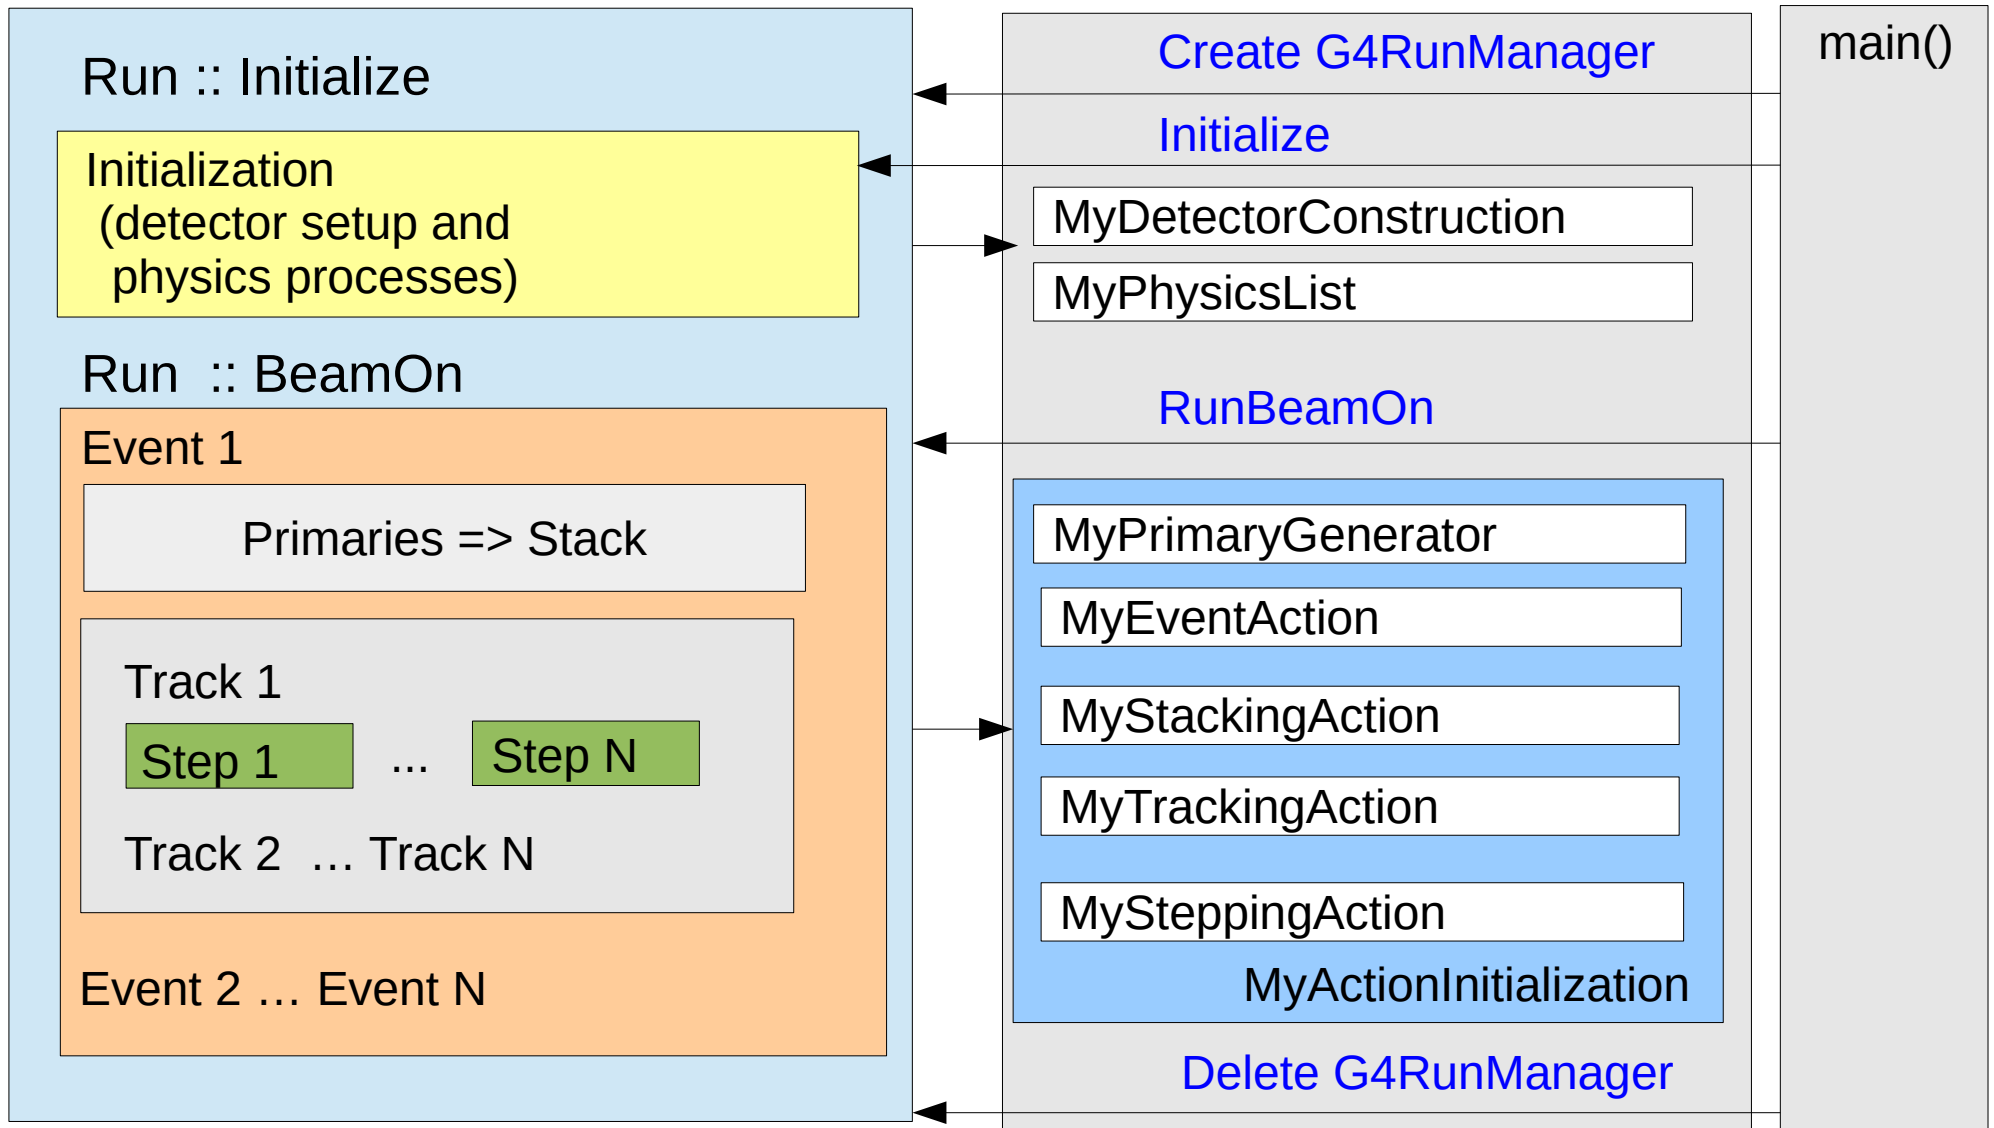 Run :: Initialize
Initialization
(detector setup and
physics processes)
Run :: BeamOn
Event 1
Primaries => Stack
Track 1
Step 1 ... Step N
Track 2 … Track N
Event 2 … Event N
Create G4RunManager
Initialize
MyDetectorConstruction
MyPhysicsList
RunBeamOn
MyPrimaryGenerator
MyEventAction
MyStackingAction
MyTrackingAction
MySteppingAction
MyActionInitialization
Delete G4RunManager
main()